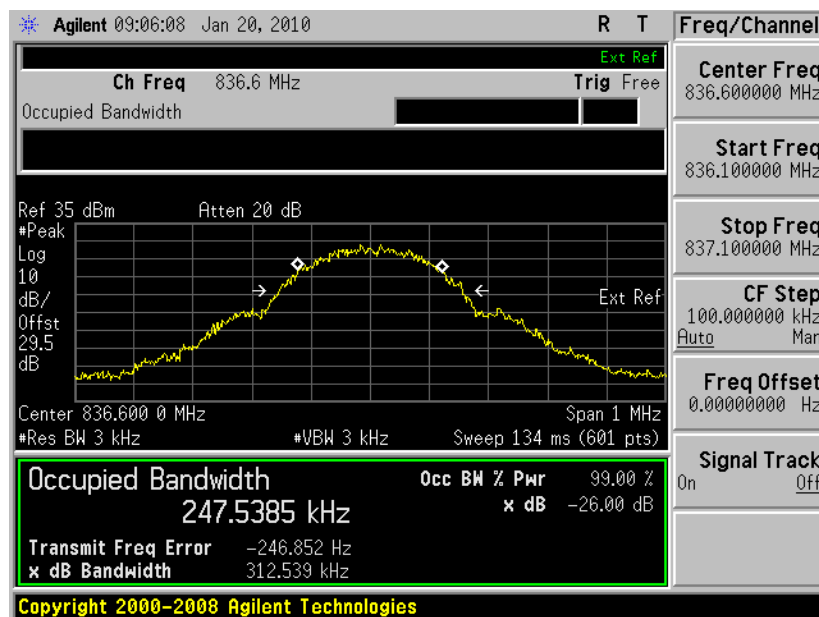 Agilent 09:06:08 Jan 20, 2010 R T
Ext Ref
Ch Freq 836.6 MHz Trig Free
Occupied Bandwidth
Ref 35 dBm Atten 20 dB
#Peak
Log
10
dB/
Offst
29.5
dB
Ext Ref
Center 836.600 0 MHz Span 1 MHz
#Res BW 3 kHz #VBW 3 kHz Sweep 134 ms (601 pts)
Occupied Bandwidth
247.5385 kHz
Occ BW % Pwr 99.00 %
x dB -26.00 dB
Transmit Freq Error -246.852 Hz
x dB Bandwidth 312.539 kHz
Copyright 2000-2008 Agilent Technologies
Freq/Channel
Center Freq
836.600000 MHz
Start Freq
836.100000 MHz
Stop Freq
837.100000 MHz
CF Step
100.000000 kHz
Auto Man
Freq Offset
0.00000000 Hz
Signal Track
On Off